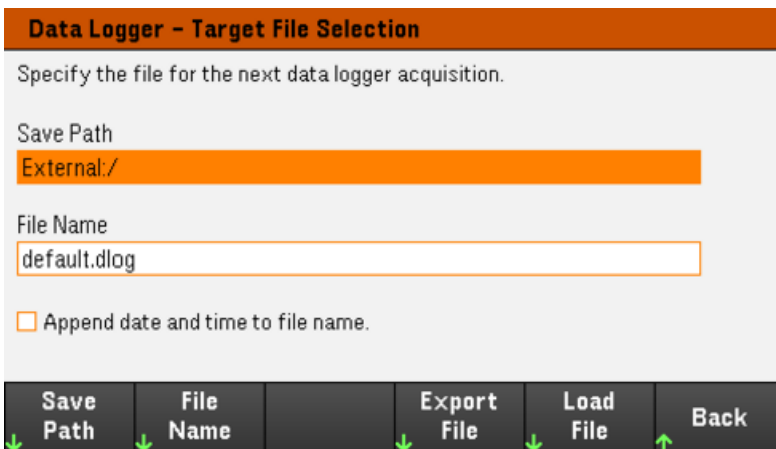 Data Logger – Target File Selection
Specify the file for the next data logger acquisition.
Save Path
External:/
File Name
default.dlog
Append date and time to file name.
Save Path
File Name
Export File
Load File
Back